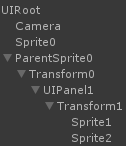 UIRoot
Camera
Sprite0
ParentSprite0
Transform0
UIPanel1
Transform1
Sprite1
Sprite2